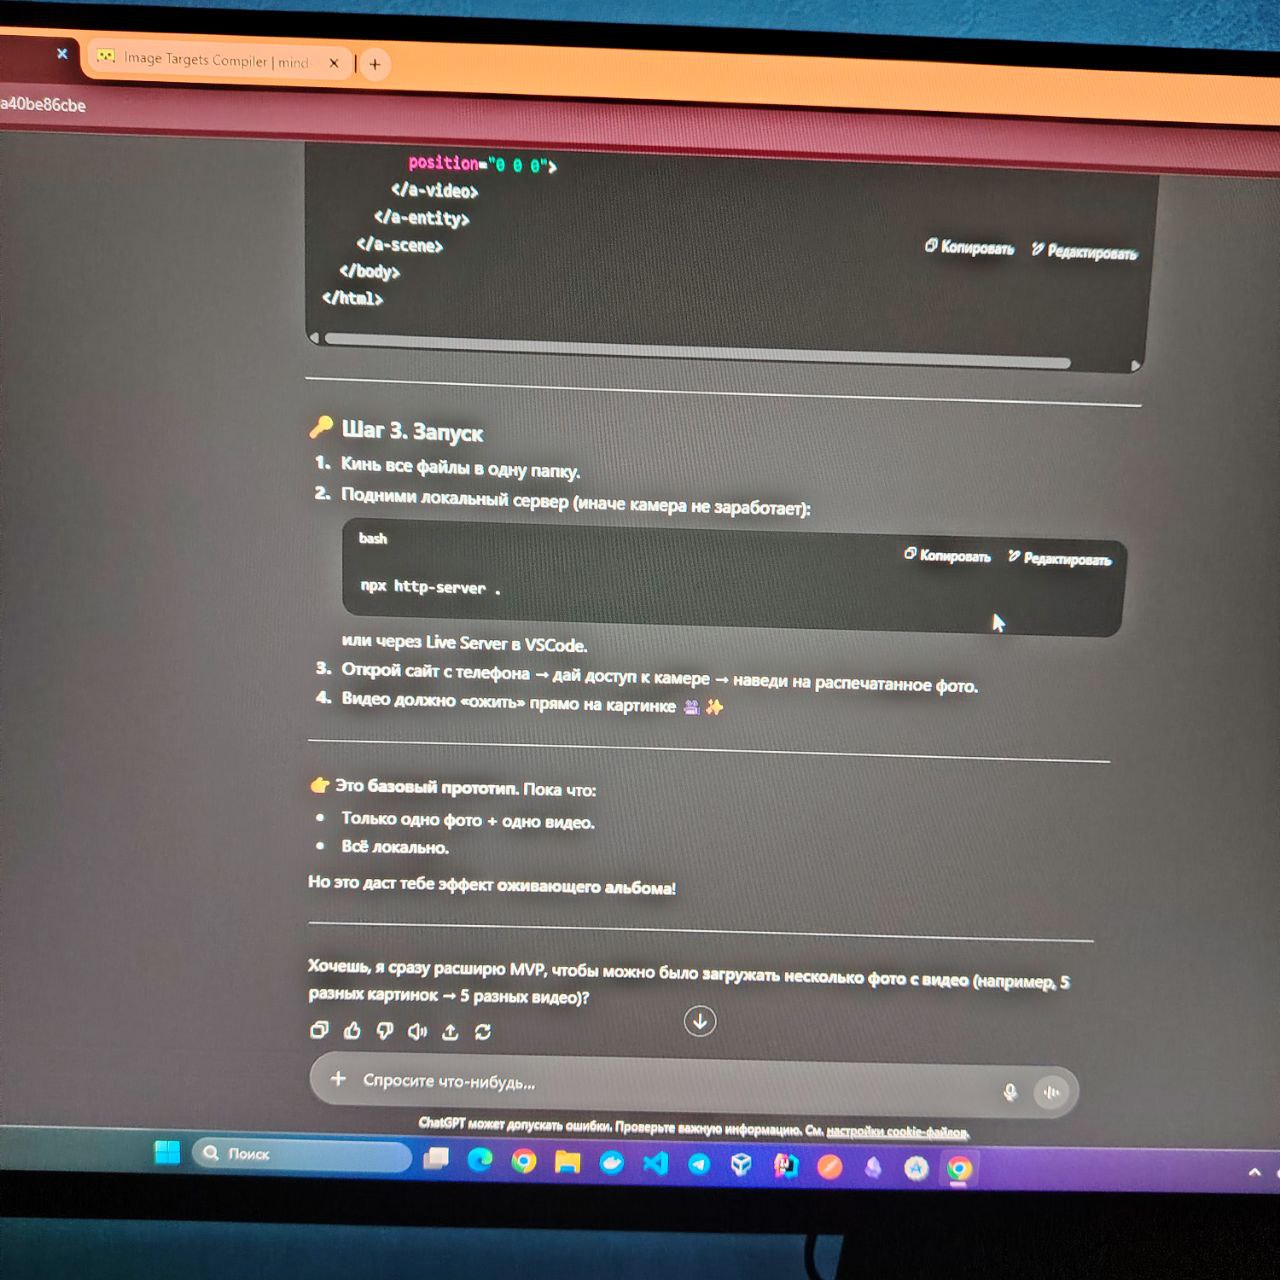 Image Targets Compiler | mind
a40be86cbe
position="0 0 0">
</a-video>
</a-entity>
</a-scene>
</body>
</html>
Копировать Редактировать
🔑 Шаг 3. Запуск
1. Кинь все файлы в одну папку.
2. Подними локальный сервер (иначе камера не заработает):
bash
Копировать Редактировать
npx http-server .
или через Live Server в VSCode.
3. Открой сайт с телефона → дай доступ к камере → наведи на распечатанное фото.
4. Видео должно «ожить» прямо на картинке 🎥 ✨
👉 Это базовый прототип. Пока что:
• Только одно фото + одно видео.
• Всё локально.
Но это даст тебе эффект оживающего альбома!
Хочешь, я сразу расширю MVP, чтобы можно было загружать несколько фото с видео (например, 5
разных картинок → 5 разных видео)?
Спросите что-нибудь...
ChatGPT может допускать ошибки. Проверьте важную информацию. См. настройки cookie-файлов.
Поиск